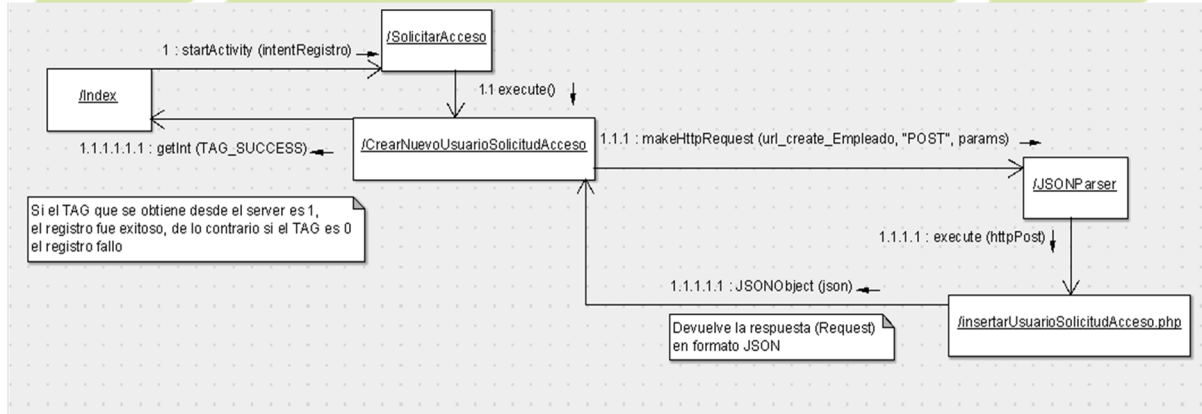 /SolicitarAcceso
1 : startActivity (intentRegistro)
/Index
1.1 execute()
/CrearNuevoUsuarioSolicitudAcceso
1.1.1 : makeHttpRequest (url_create_Empleado, "POST", params)
1.1.1.1.1.1 : getInt (TAG_SUCCESS)
/JSONParser
Si el TAG que se obtiene desde el server es 1,
el registro fue exitoso, de lo contrario si el TAG es 0
el registro fallo
1.1.1.1 : execute (httpPost)
1.1.1.1.1 : JSONObject (json)
/insertarUsuarioSolicitudAcceso.php
Devuelve la respuesta (Request)
en formato JSON